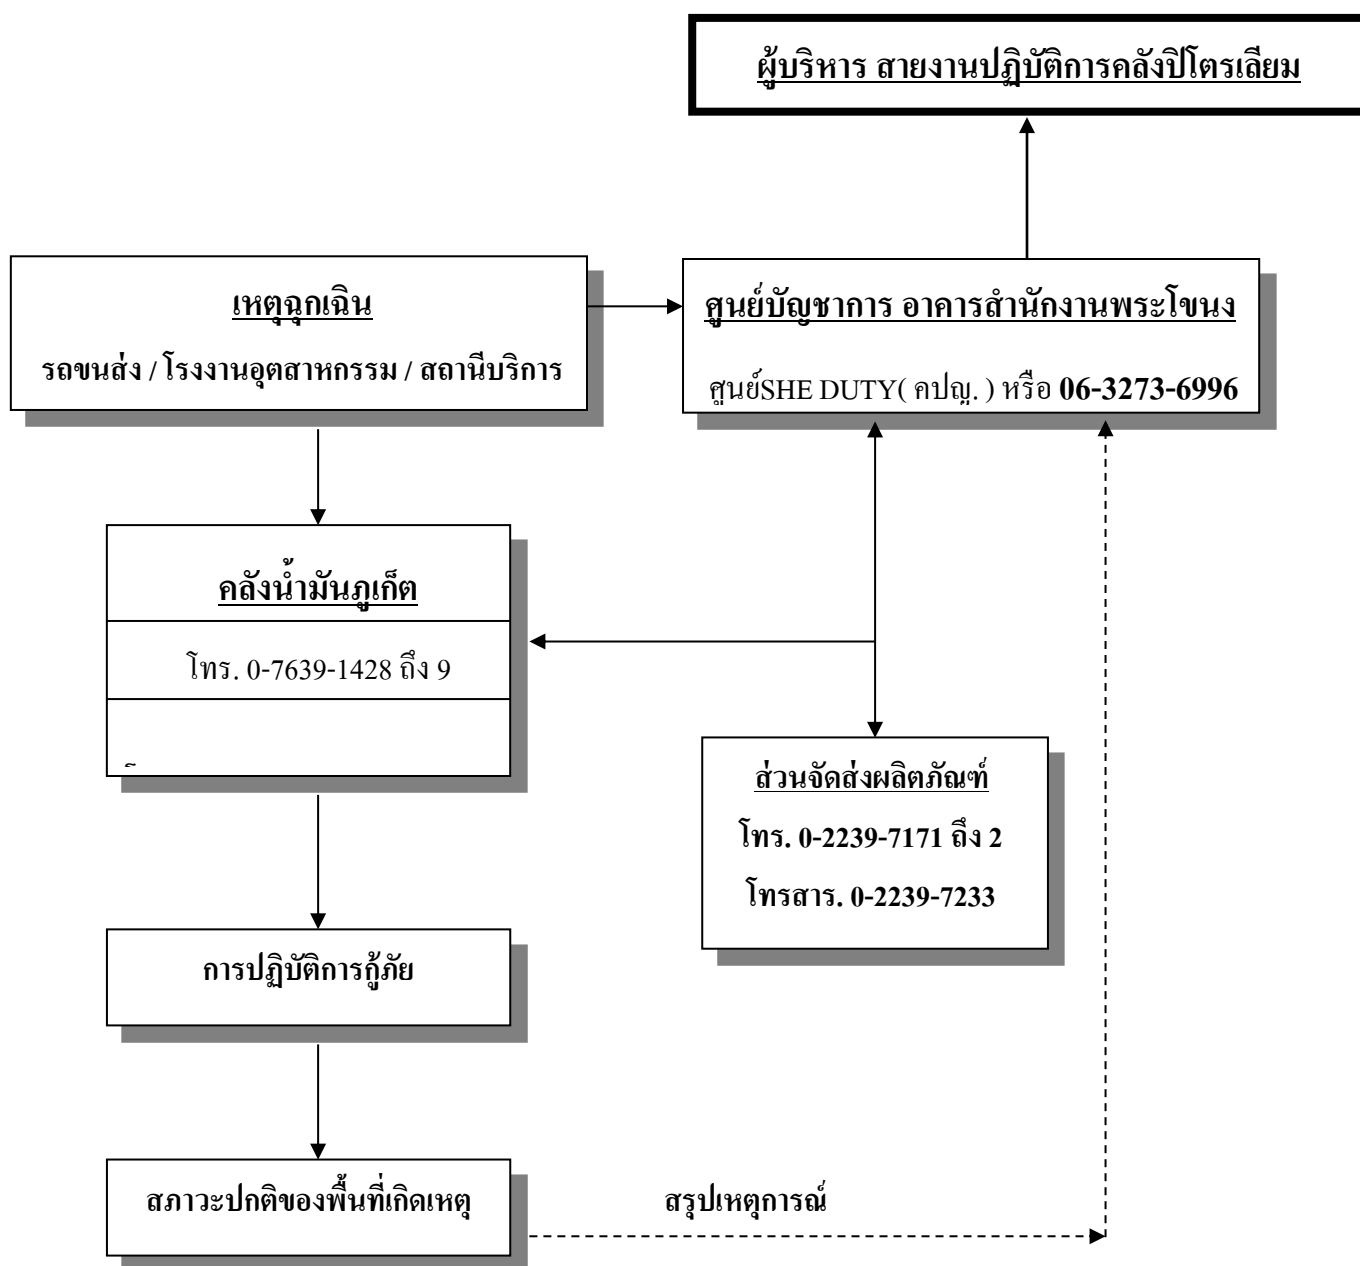 ผู้บริหาร สายงานปฏิบัติการคลังปิโตรเลียม
เหตุฉุกเฉิน
รถขนส่ง / โรงงานอุตสาหกรรม / สถานีบริการ
ศูนย์บัญชาการ อาคารสำนักงานพระโขนง
ศูนย์SHE DUTY( คปญ. ) หรือ 06-3273-6996
คลังน้ำมันภูเก็ต
โทร. 0-7639-1428 ถึง 9
ส่วนจัดส่งผลิตภัณฑ์
โทร. 0-2239-7171 ถึง 2
โทรสาร. 0-2239-7233
การปฏิบัติการกู้ภัย
สภาวะปกติของพื้นที่เกิดเหตุ
สรุปเหตุการณ์